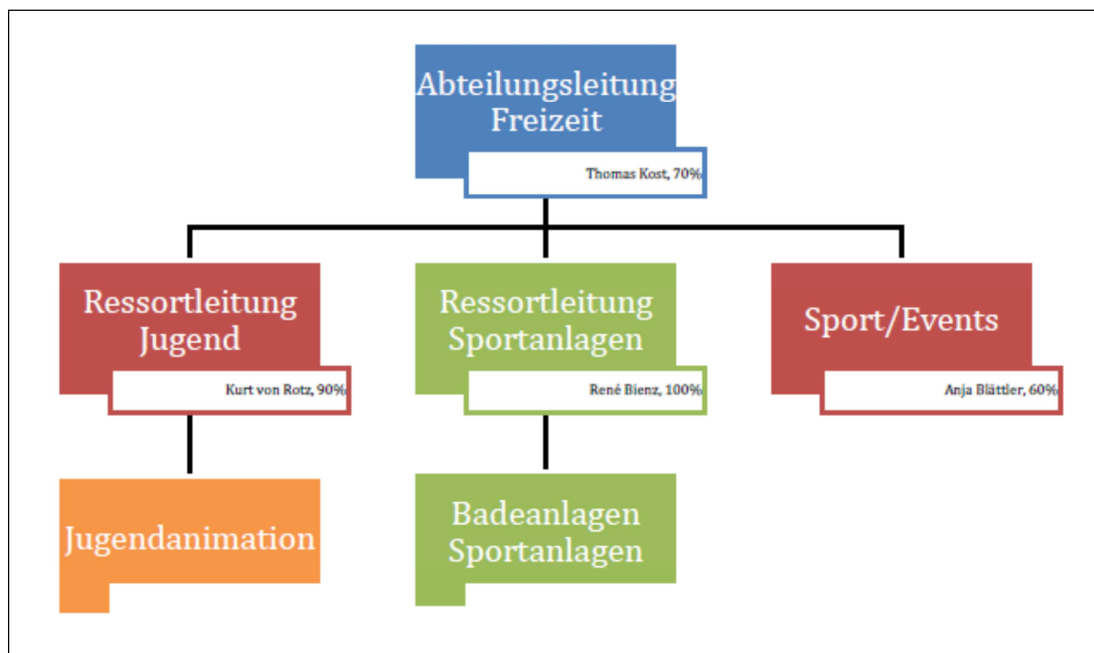 Abteilungsleitung
Freizeit
Thomas Kost, 70%
Ressortleitung
Jugend
Kurt von Rotz, 90%
Ressortleitung
Sportanlagen
René Bienz, 100%
Sport/Events
Anja Blättler, 60%
Jugendanimation
Badeanlagen
Sportanlagen